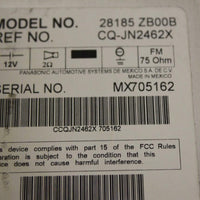 MODEL NO. 28185 ZB00B
REF NO. CQ-JN2462X
12V 2Ω FM 75 Ohm
PANASONIC AUTOMOTIVE SYSTEMS DE MEXICO S.A. DE C.V.
SERIAL NO. MX705162
CCQJN2462X 705162
is device complies with part 15 of the FCC Rules
aration is subject to the condition that this
does not cause harmful interference.